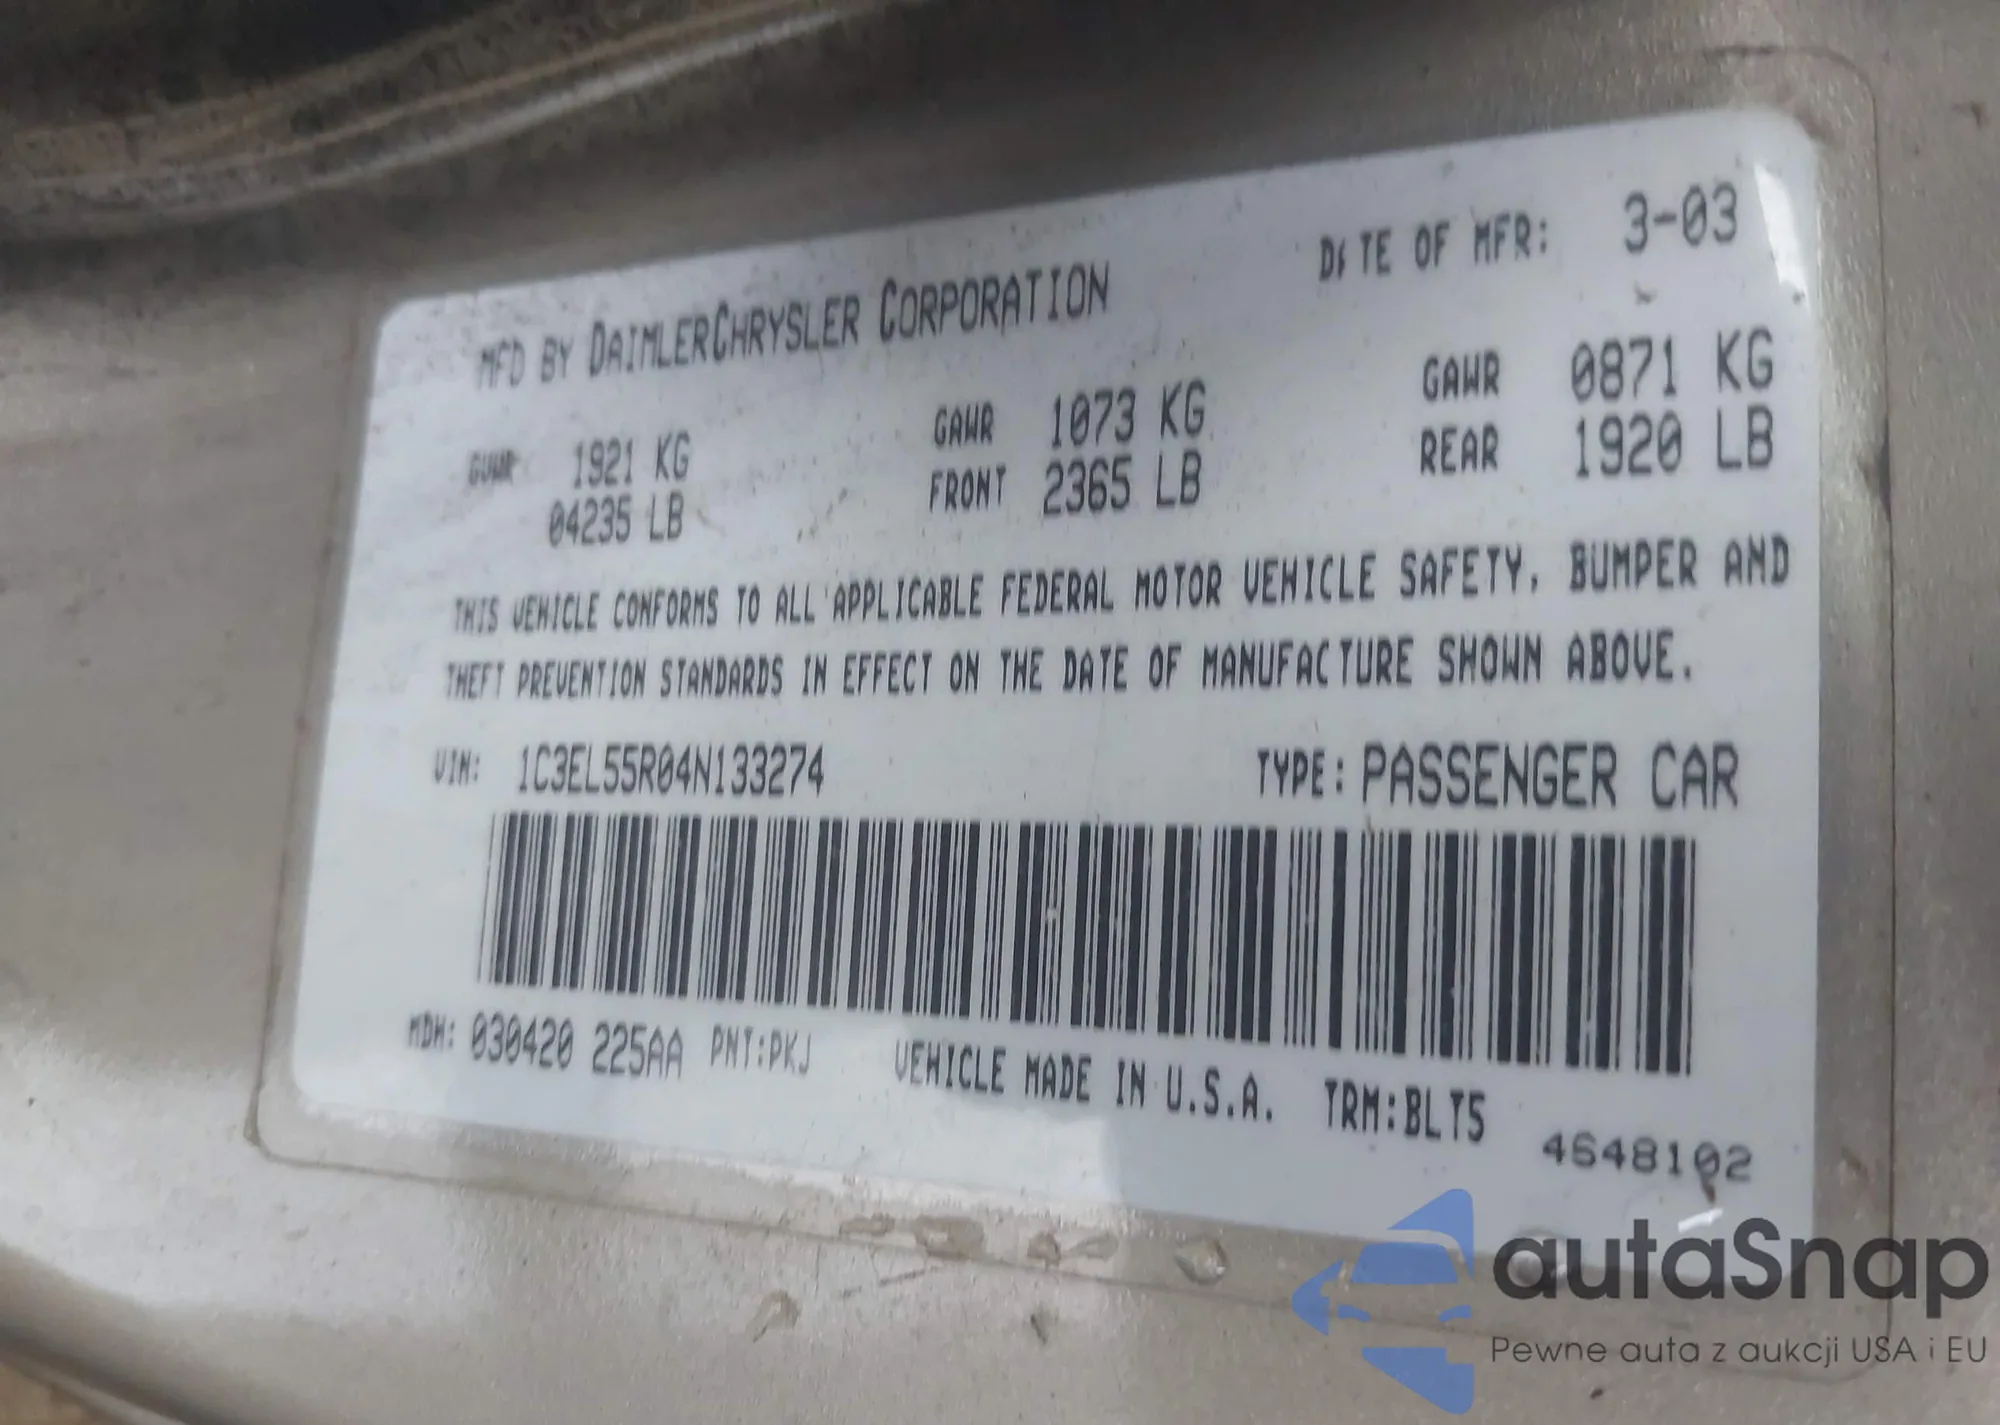 MFD BY DAIMLERCHRYSLER CORPORATION DATE OF MFR: 3-03
GVWR 1921 KG GAWR 1073 KG GAWR 0871 KG
04235 LB FRONT 2365 LB REAR 1920 LB
THIS VEHICLE CONFORMS TO ALL APPLICABLE FEDERAL MOTOR VEHICLE SAFETY, BUMPER AND
THEFT PREVENTION STANDARDS IN EFFECT ON THE DATE OF MANUFACTURE SHOWN ABOVE.
VIN: 1C3EL55R04N133274 TYPE: PASSENGER CAR
MDH: 030420 225AA PNT:PKJ VEHICLE MADE IN U.S.A. TRM:BLT5
4648102
autaSnap
Pewne auta z aukcji USA i EU